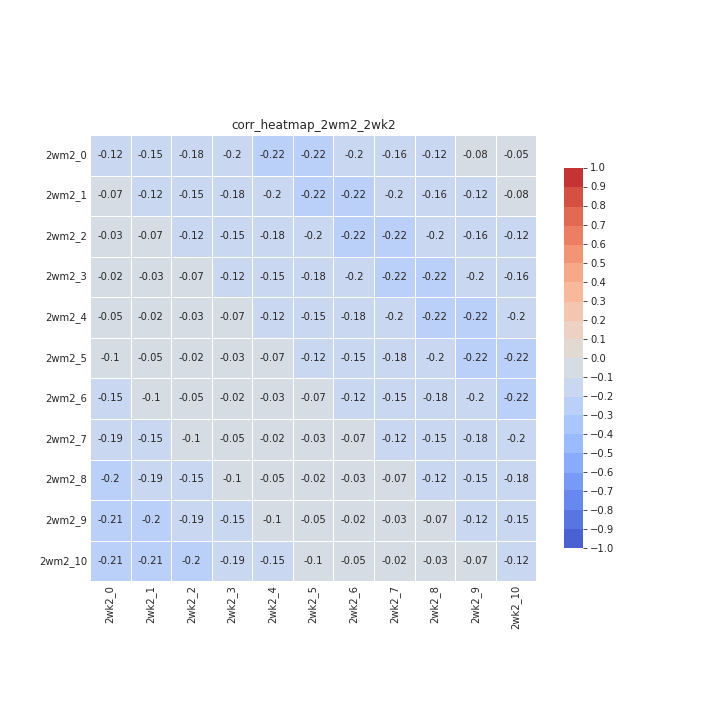 corr_heatmap_2wm2_2wk2
2wm2_0 -0.12 -0.15 -0.18 -0.2 -0.22 -0.22 -0.2 -0.16 -0.12 -0.08 -0.05
2wm2_1 -0.07 -0.12 -0.15 -0.18 -0.2 -0.22 -0.22 -0.2 -0.16 -0.12 -0.08
2wm2_2 -0.03 -0.07 -0.12 -0.15 -0.18 -0.2 -0.22 -0.22 -0.2 -0.16 -0.12
2wm2_3 -0.02 -0.03 -0.07 -0.12 -0.15 -0.18 -0.2 -0.22 -0.22 -0.2 -0.16
2wm2_4 -0.05 -0.02 -0.03 -0.07 -0.12 -0.15 -0.18 -0.2 -0.22 -0.22 -0.2
2wm2_5 -0.1 -0.05 -0.02 -0.03 -0.07 -0.12 -0.15 -0.18 -0.2 -0.22 -0.22
2wm2_6 -0.15 -0.1 -0.05 -0.02 -0.03 -0.07 -0.12 -0.15 -0.18 -0.2 -0.22
2wm2_7 -0.19 -0.15 -0.1 -0.05 -0.02 -0.03 -0.07 -0.12 -0.15 -0.18 -0.2
2wm2_8 -0.2 -0.19 -0.15 -0.1 -0.05 -0.02 -0.03 -0.07 -0.12 -0.15 -0.18
2wm2_9 -0.21 -0.2 -0.19 -0.15 -0.1 -0.05 -0.02 -0.03 -0.07 -0.12 -0.15
2wm2_10 -0.21 -0.21 -0.2 -0.19 -0.15 -0.1 -0.05 -0.02 -0.03 -0.07 -0.12
2wk2_0 2wk2_1 2wk2_2 2wk2_3 2wk2_4 2wk2_5 2wk2_6 2wk2_7 2wk2_8 2wk2_9 2wk2_10
1.0
0.9
0.8
0.7
0.6
0.5
0.4
0.3
0.2
0.1
0.0
−0.1
−0.2
−0.3
−0.4
−0.5
−0.6
−0.7
−0.8
−0.9
−1.0